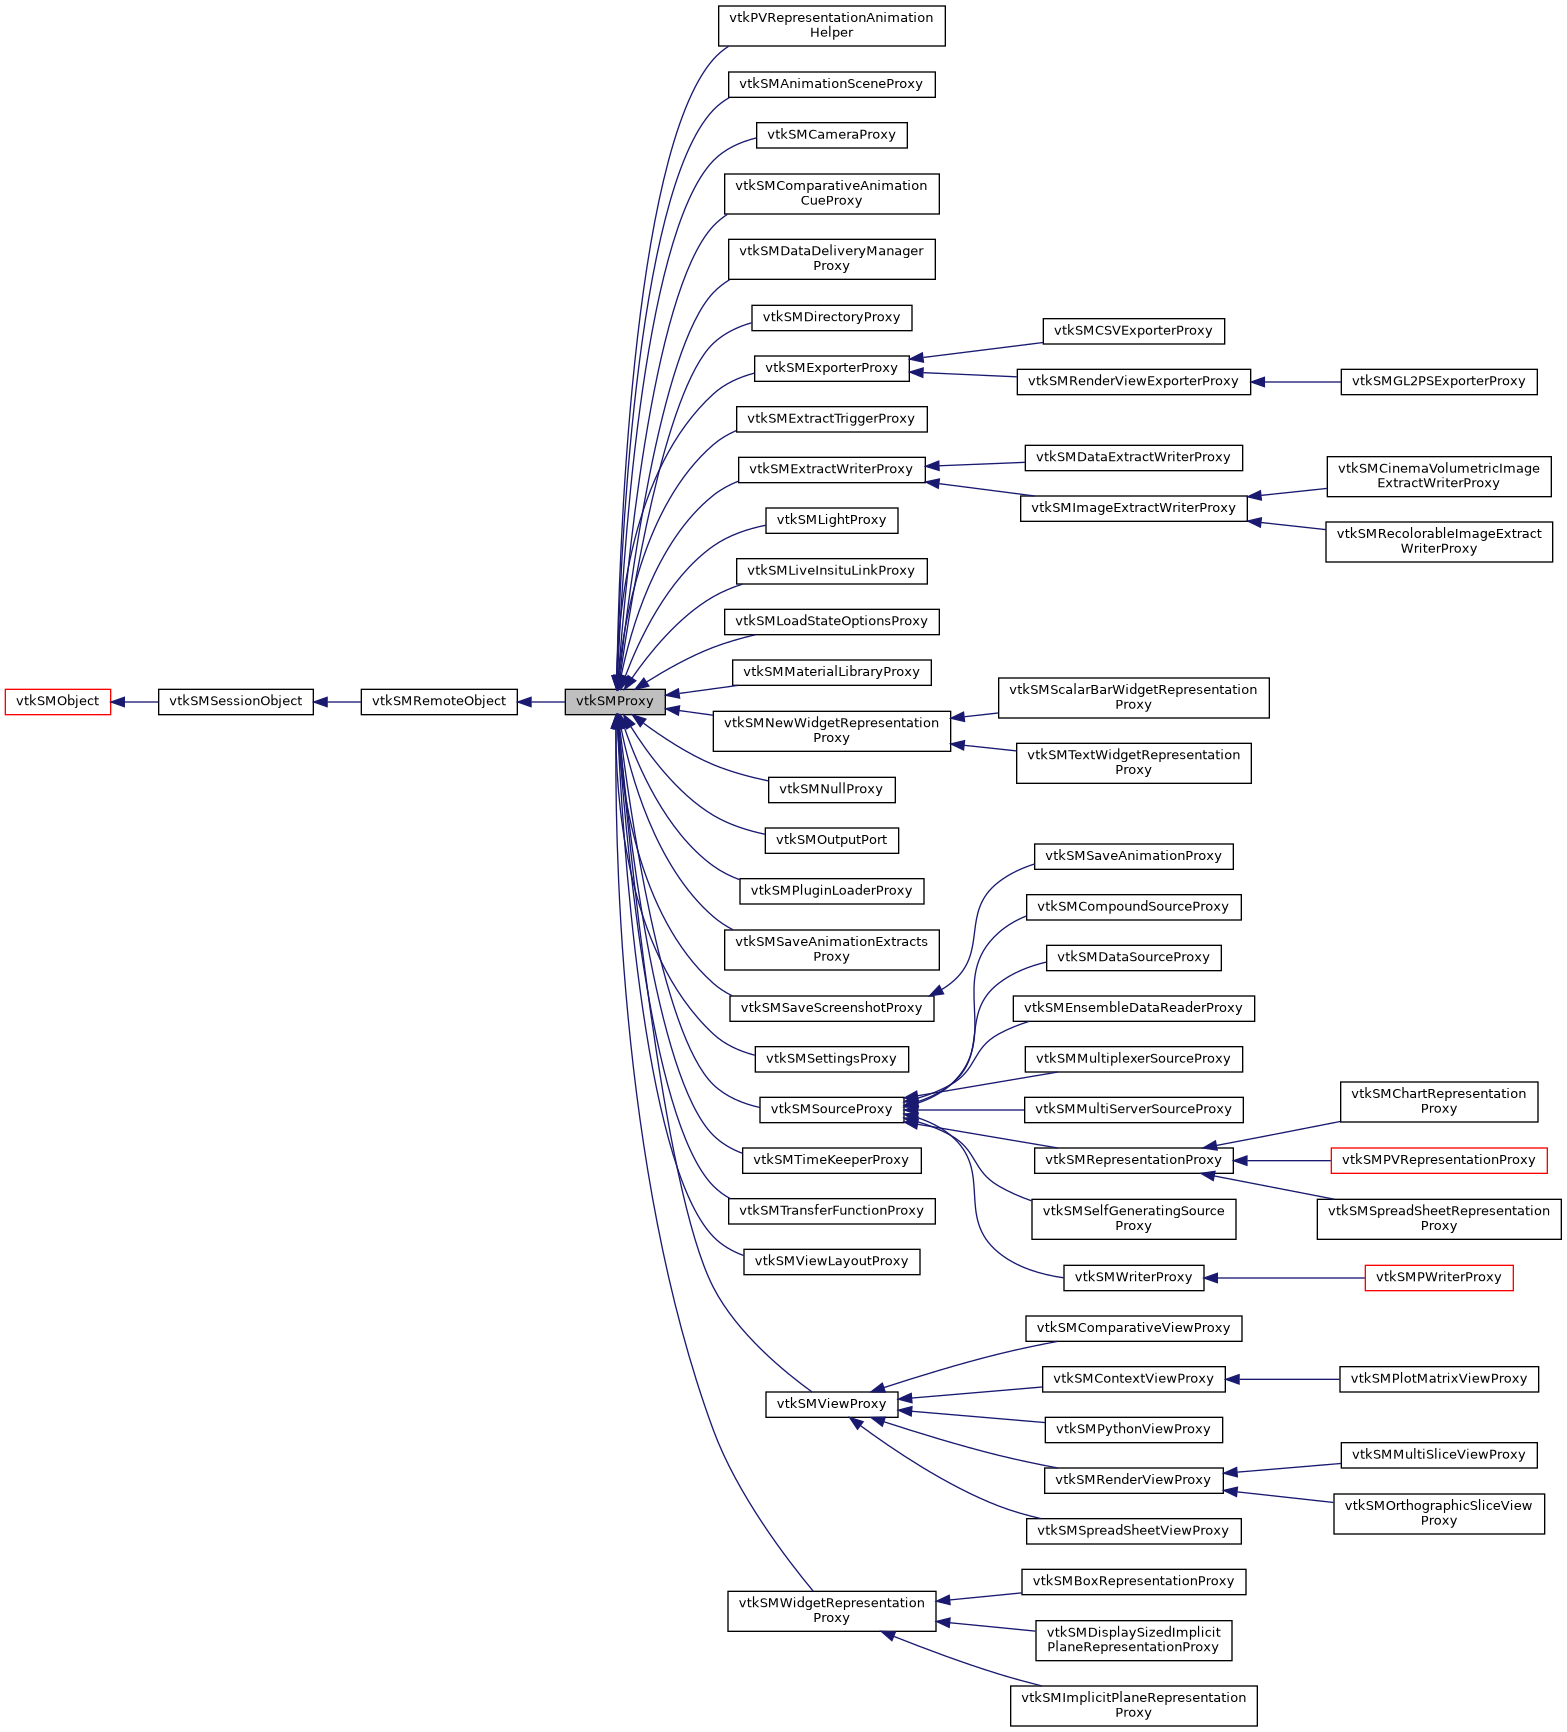 vtkPVRepresentationAnimation
Helper
vtkSMAnimationSceneProxy
vtkSMCameraProxy
vtkSMComparativeAnimation
CueProxy
vtkSMDataDeliveryManager
Proxy
vtkSMDirectoryProxy
vtkSMCSVExporterProxy
vtkSMExporterProxy
vtkSMRenderViewExporterProxy
vtkSMGL2PSExporterProxy
vtkSMExtractTriggerProxy
vtkSMDataExtractWriterProxy
vtkSMExtractWriterProxy
vtkSMCinemaVolumetricImage
ExtractWriterProxy
vtkSMImageExtractWriterProxy
vtkSMLightProxy
vtkSMRecolorableImageExtract
WriterProxy
vtkSMLiveInsituLinkProxy
vtkSMLoadStateOptionsProxy
vtkSMMaterialLibraryProxy
vtkSMObject
vtkSMSessionObject
vtkSMRemoteObject
vtkSMProxy
vtkSMScalarBarWidgetRepresentation
Proxy
vtkSMNewWidgetRepresentation
Proxy
vtkSMTextWidgetRepresentation
Proxy
vtkSMNullProxy
vtkSMOutputPort
vtkSMSaveAnimationProxy
vtkSMPluginLoaderProxy
vtkSMCompoundSourceProxy
vtkSMSaveAnimationExtracts
Proxy
vtkSMDataSourceProxy
vtkSMSaveScreenshotProxy
vtkSMEnsembleDataReaderProxy
vtkSMSettingsProxy
vtkSMMultiplexerSourceProxy
vtkSMSourceProxy
vtkSMMultiServerSourceProxy
vtkSMChartRepresentation
Proxy
vtkSMTimeKeeperProxy
vtkSMRepresentationProxy
vtkSMPVRepresentationProxy
vtkSMTransferFunctionProxy
vtkSMSelfGeneratingSource
Proxy
vtkSMSpreadSheetRepresentation
Proxy
vtkSMViewLayoutProxy
vtkSMWriterProxy
vtkSMPWriterProxy
vtkSMComparativeViewProxy
vtkSMContextViewProxy
vtkSMPlotMatrixViewProxy
vtkSMViewProxy
vtkSMPythonViewProxy
vtkSMMultiSliceViewProxy
vtkSMRenderViewProxy
vtkSMOrthographicSliceView
Proxy
vtkSMSpreadSheetViewProxy
vtkSMBoxRepresentationProxy
vtkSMWidgetRepresentation
Proxy
vtkSMDisplaySizedImplicit
PlaneRepresentationProxy
vtkSMImplicitPlaneRepresentation
Proxy